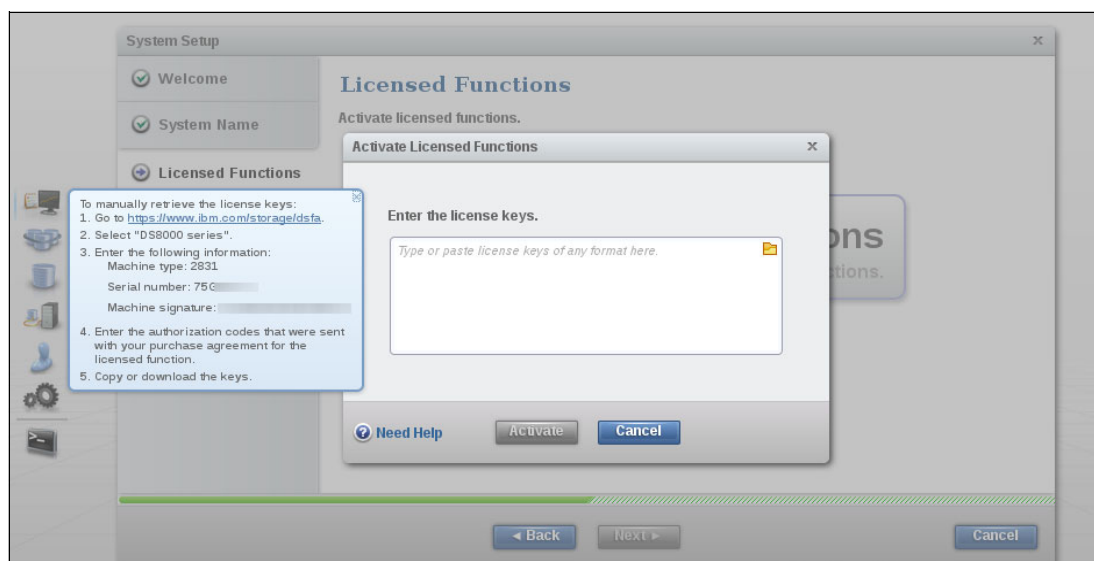 System Setup
x
Welcome
System Name
Licensed Functions
Licensed Functions
Activate licensed functions.
Activate Licensed Functions
x
Enter the license keys.
Type or paste license keys of any format here.
Need Help
Activate
Cancel
To manually retrieve the license keys:
1. Go to https://www.ibm.com/storage/dsfa.
2. Select "DS8000 series".
3. Enter the following information:
Machine type: 2831
Serial number: 75
Machine signature:
4. Enter the authorization codes that were sent
with your purchase agreement for the
licensed function.
5. Copy or download the keys.
ons
ctions.
Back
Next
Cancel